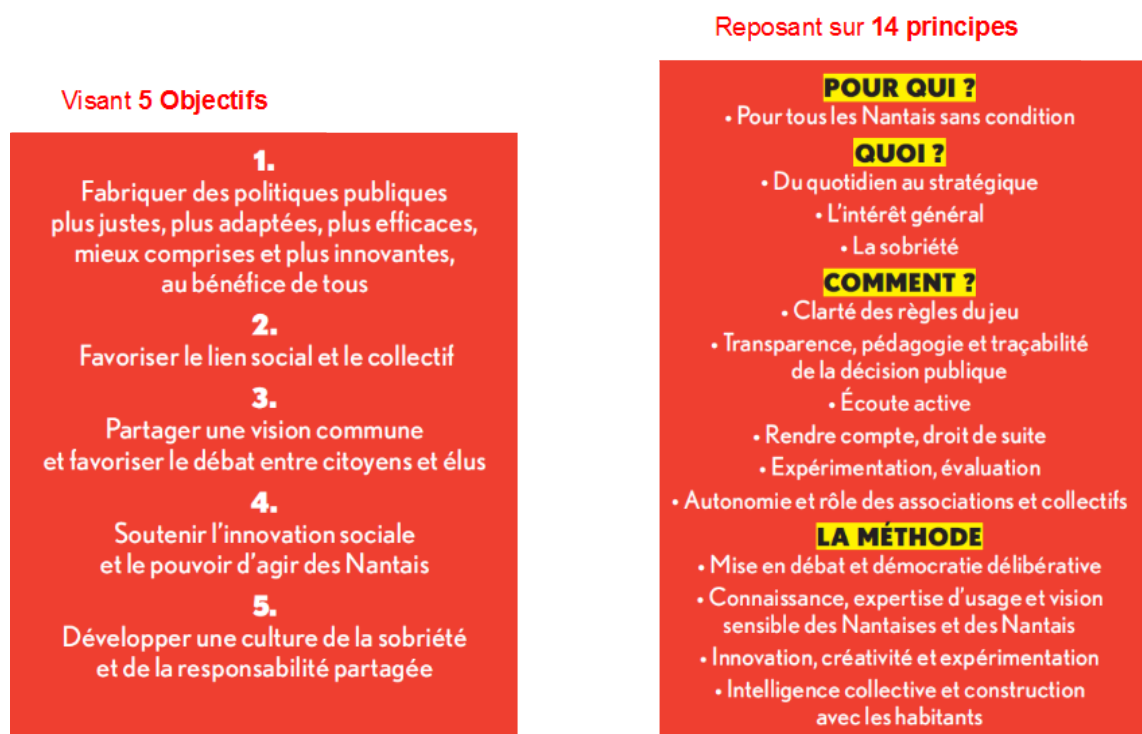 Visant 5 Objectifs
1.
Fabriquer des politiques publiques
plus justes, plus adaptées, plus efficaces,
mieux comprises et plus innovantes,
au bénéfice de tous
2.
Favoriser le lien social et le collectif
3.
Partager une vision commune
et favoriser le débat entre citoyens et élus
4.
Soutenir l'innovation sociale
et le pouvoir d'agir des Nantais
5.
Développer une culture de la sobriété
et de la responsabilité partagée
Reposant sur 14 principes
POUR QUI ?
• Pour tous les Nantais sans condition
QUOI ?
• Du quotidien au stratégique
• L'intérêt général
• La sobriété
COMMENT ?
• Clarté des règles du jeu
• Transparence, pédagogie et traçabilité
de la décision publique
• Écoute active
• Rendre compte, droit de suite
• Expérimentation, évaluation
• Autonomie et rôle des associations et collectifs
LA MÉTHODE
• Mise en débat et démocratie délibérative
• Connaissance, expertise d'usage et vision
sensible des Nantaises et des Nantais
• Innovation, créativité et expérimentation
• Intelligence collective et construction
avec les habitants